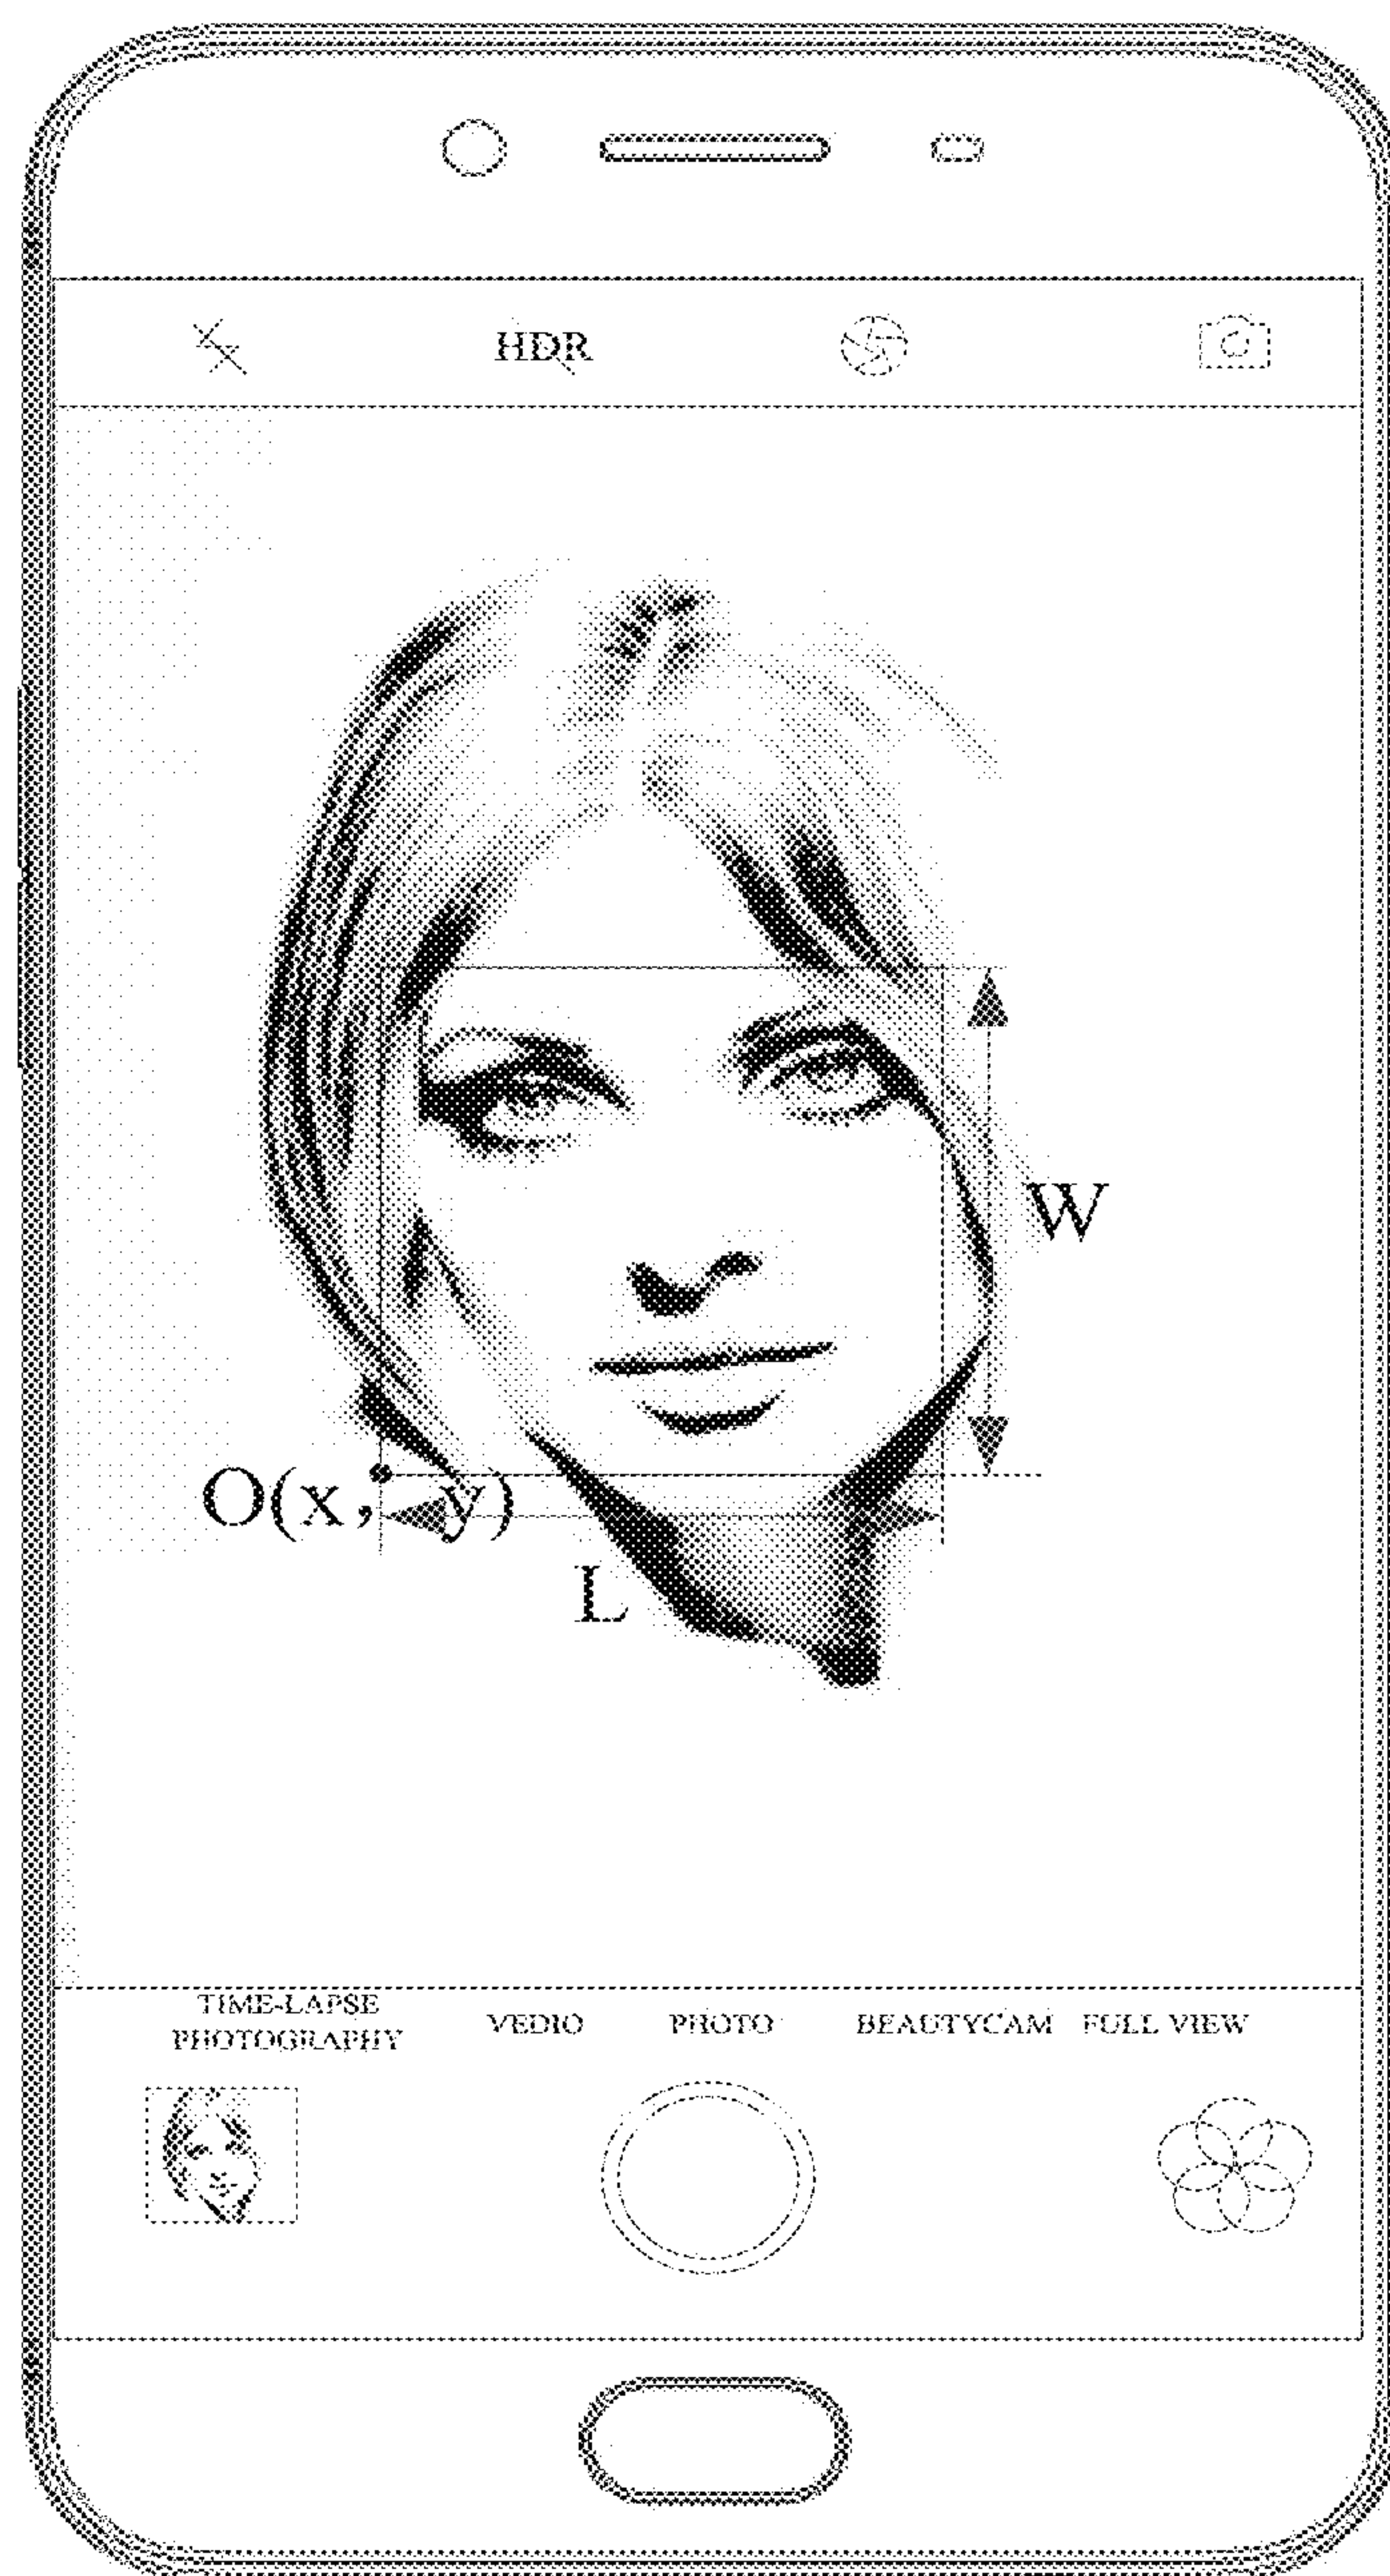 HDR
W
O(x, y)
L
TIME-LAPSE
PHOTOGRAPHY
VEDIO
PHOTO
BEAUTYCAM
FULL VIEW